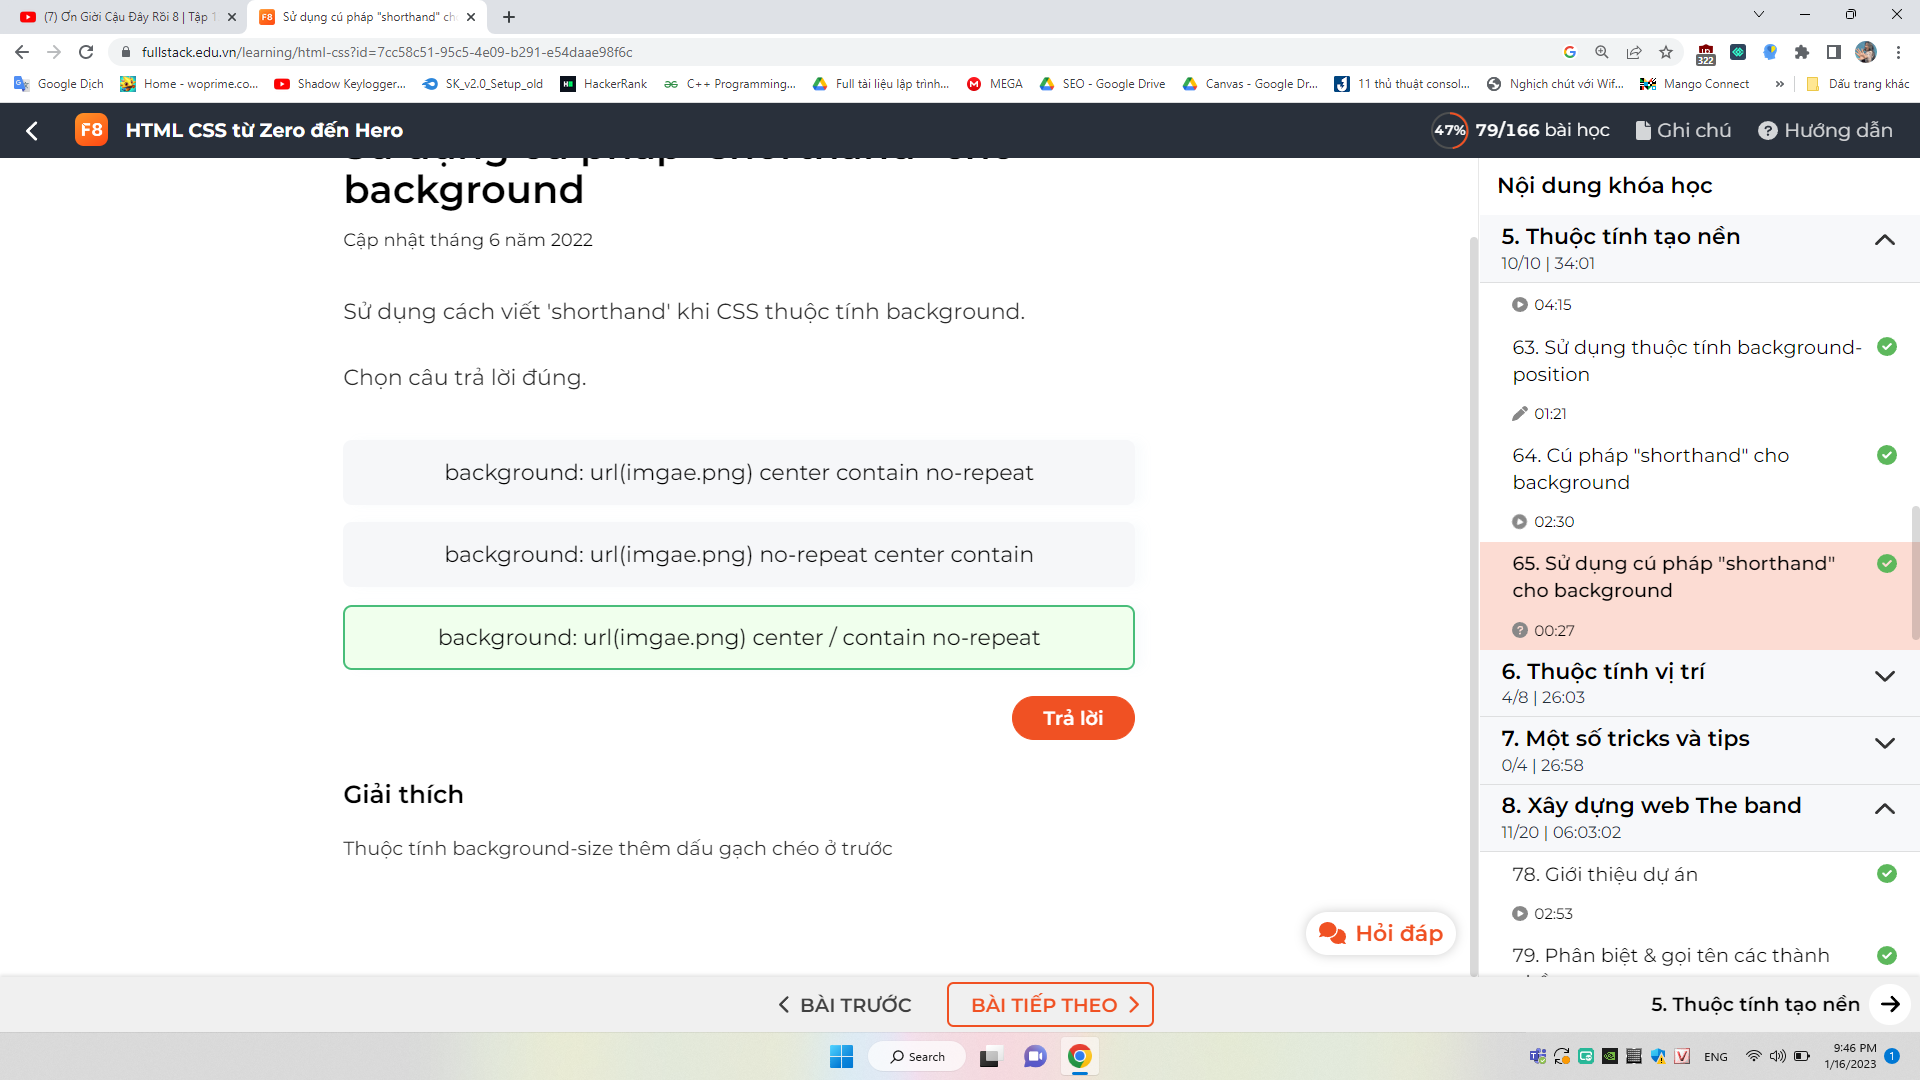 (7) Ơn Giời Cậu Đây Rồi 8 | Tập 1
Sử dụng cú pháp "shorthand" ch
fullstack.edu.vn/learning/html-css?id=7cc58c51-95c5-4e09-b291-e54daae98f6c
322
Google Dịch
Home - woprime.co...
Shadow Keylogger...
SK_v2.0_Setup_old
HackerRank
C++ Programming...
Full tài liệu lập trình...
MEGA
SEO - Google Drive
Canvas - Google Dr...
11 thủ thuật consol...
Nghịch chút với Wif...
Mango Connect
»
Dấu trang khác
F8
HTML CSS từ Zero đến Hero
47%
79/166 bài học
Ghi chú
Hướng dẫn
Sử dụng cú pháp "shorthand" cho
background
Cập nhật tháng 6 năm 2022
Sử dụng cách viết 'shorthand' khi CSS thuộc tính background.
Chọn câu trả lời đúng.
background: url(imgae.png) center contain no-repeat
background: url(imgae.png) no-repeat center contain
background: url(imgae.png) center / contain no-repeat
Trả lời
Giải thích
Thuộc tính background-size thêm dấu gạch chéo ở trước
Hỏi đáp
Nội dung khóa học
5. Thuộc tính tạo nền
10/10 | 34:01
04:15
63. Sử dụng thuộc tính background-
position
01:21
64. Cú pháp "shorthand" cho
background
02:30
65. Sử dụng cú pháp "shorthand"
cho background
00:27
6. Thuộc tính vị trí
4/8 | 26:03
7. Một số tricks và tips
0/4 | 26:58
8. Xây dựng web The band
11/20 | 06:03:02
78. Giới thiệu dự án
02:53
79. Phân biệt & gọi tên các thành
BÀI TRƯỚC
BÀI TIẾP THEO
5. Thuộc tính tạo nền
Search
ENG
9:46 PM
1/16/2023
1